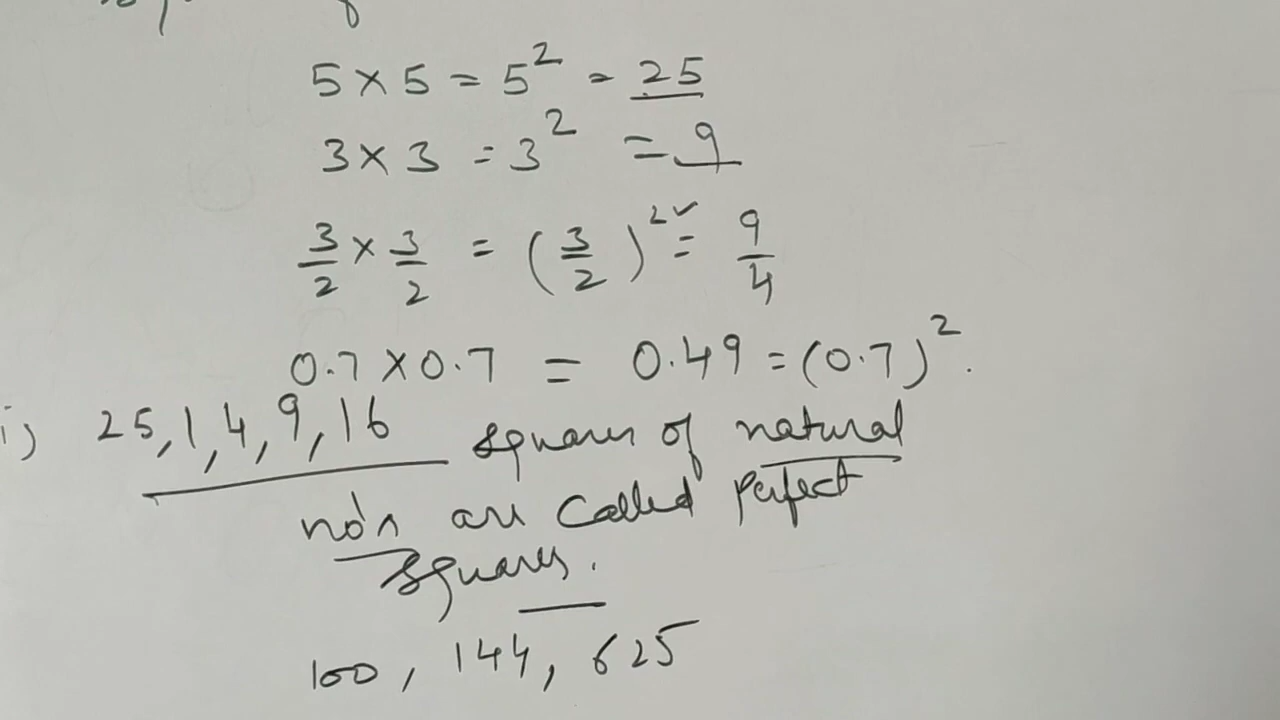 5 × 5 = 5² = 25
3 × 3 = 3² = 9
3/2 × 3/2 = (3/2)² ✓ = 9/4
0.7 × 0.7 = 0.49 = (0.7)².
i) 25, 1, 4, 9, 16 squares of natural
no's are called perfect
squares.
100, 144, 625